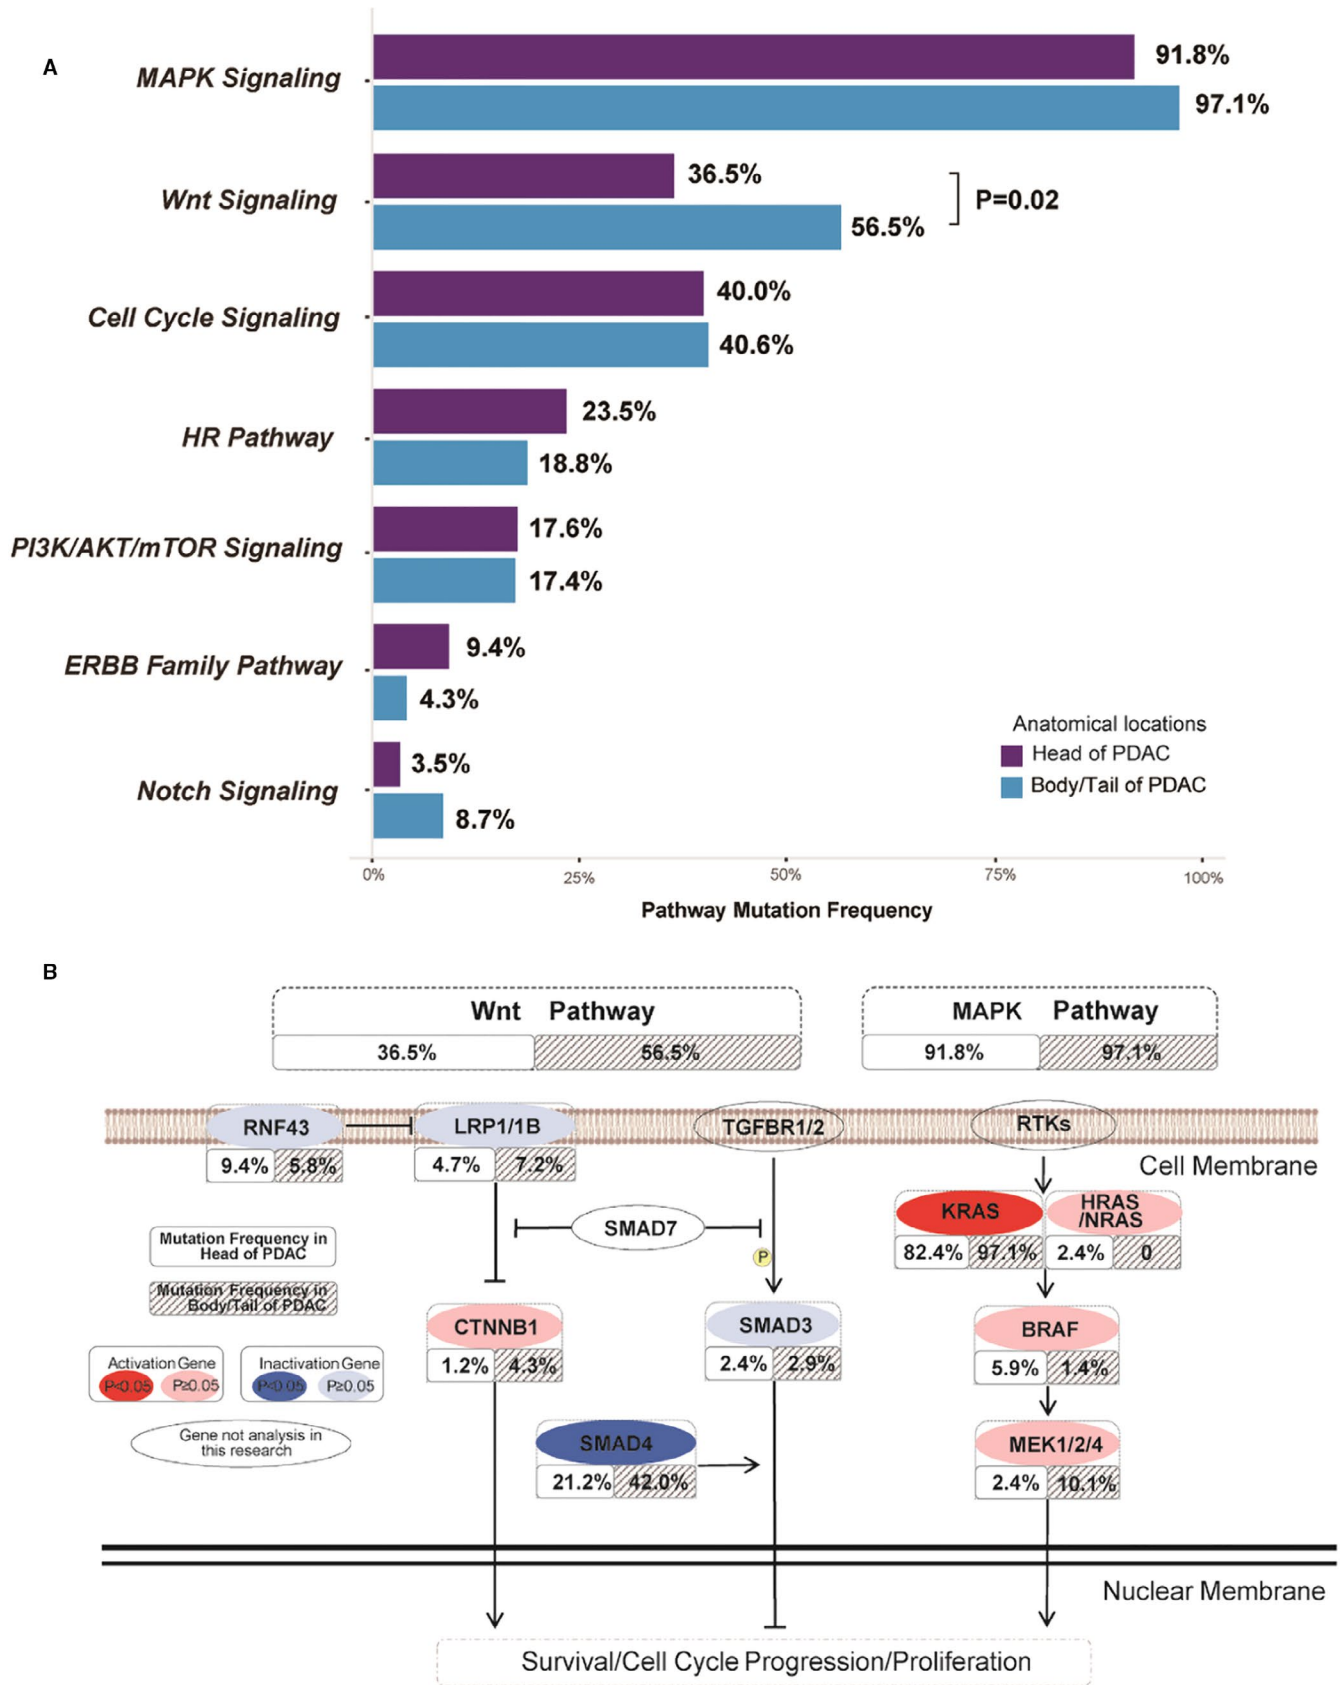 A
MAPK Signaling
91.8%
97.1%
Wnt Signaling
36.5%
56.5%
P=0.02
Cell Cycle Signaling
40.0%
40.6%
HR Pathway
23.5%
18.8%
PI3K/AKT/mTOR Signaling
17.6%
17.4%
ERBB Family Pathway
9.4%
4.3%
Notch Signaling
3.5%
8.7%
Anatomical locations
Head of PDAC
Body/Tail of PDAC
0% 25% 50% 75% 100%
Pathway Mutation Frequency
B
Wnt Pathway
36.5% 56.5%
MAPK Pathway
91.8% 97.1%
RNF43
9.4% 5.8%
LRP1/1B
4.7% 7.2%
TGFBR1/2
RTKs
Cell Membrane
SMAD7
P
KRAS
82.4% 97.1%
HRAS
/NRAS
2.4% 0
Mutation Frequency in
Head of PDAC
Mutation Frequency in
Body/Tail of PDAC
Activation Gene
P<0.05 P≥0.05
Inactivation Gene
P<0.05 P≥0.05
Gene not analysis in
this research
CTNNB1
1.2% 4.3%
SMAD3
2.4% 2.9%
BRAF
5.9% 1.4%
SMAD4
21.2% 42.0%
MEK1/2/4
2.4% 10.1%
Nuclear Membrane
Survival/Cell Cycle Progression/Proliferation